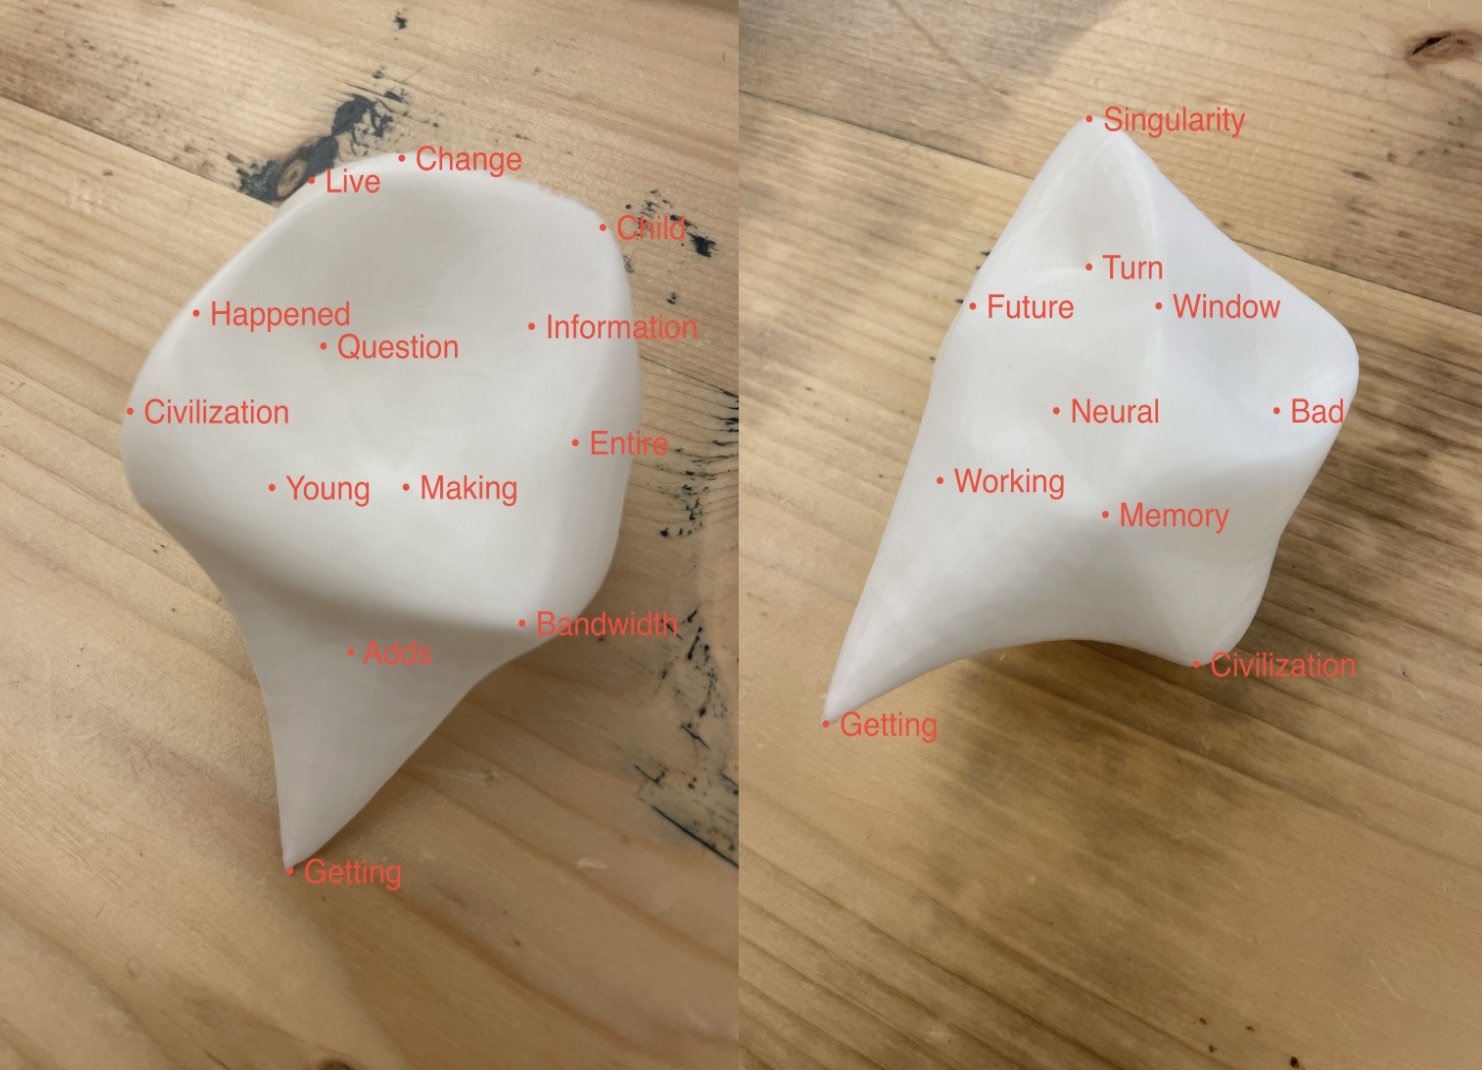 Change
Live
Child
Happened
Information
Question
Civilization
Entire
Young
Making
Bandwidth
Adds
Getting
Singularity
Turn
Future
Window
Neural
Bad
Working
Memory
Civilization
Getting